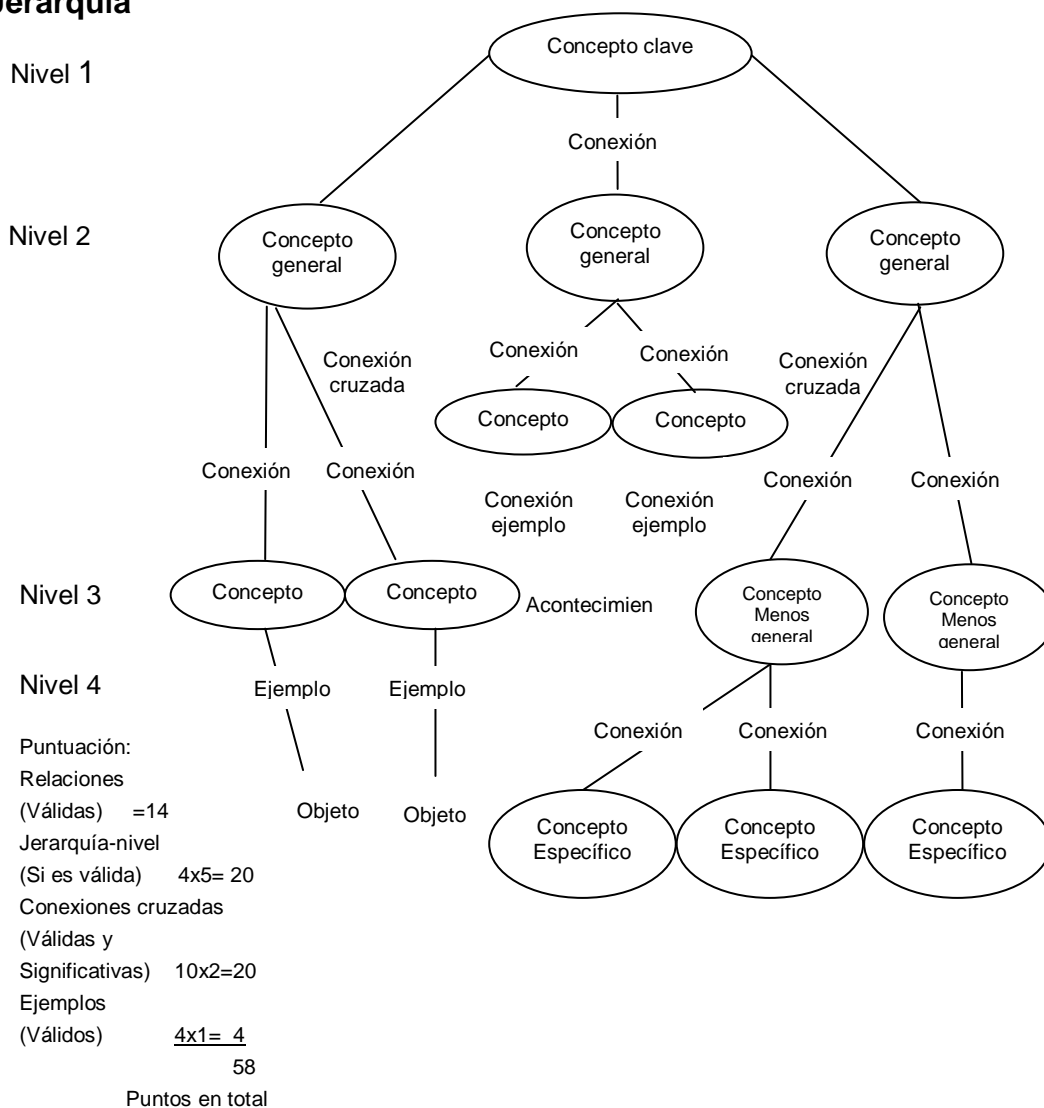 Jerarquía
Concepto clave
Nivel 1
Conexión
Nivel 2
Concepto
general
Concepto
general
Concepto
general
Conexión
cruzada
Conexión
Conexión
Conexión
cruzada
Concepto
Concepto
Conexión
Conexión
Conexión
Conexión
Conexión
ejemplo
Conexión
ejemplo
Nivel 3
Concepto
Concepto
Acontecimien
Concepto
Menos
general
Concepto
Menos
general
Nivel 4
Ejemplo
Ejemplo
Conexión
Conexión
Conexión
Objeto
Objeto
Concepto
Específico
Concepto
Específico
Concepto
Específico
Puntuación:
Relaciones
(Válidas) =14
Jerarquía-nivel
(Si es válida) 4x5= 20
Conexiones cruzadas
(Válidas y
Significativas) 10x2=20
Ejemplos
(Válidos) 4x1= 4
58
Puntos en total